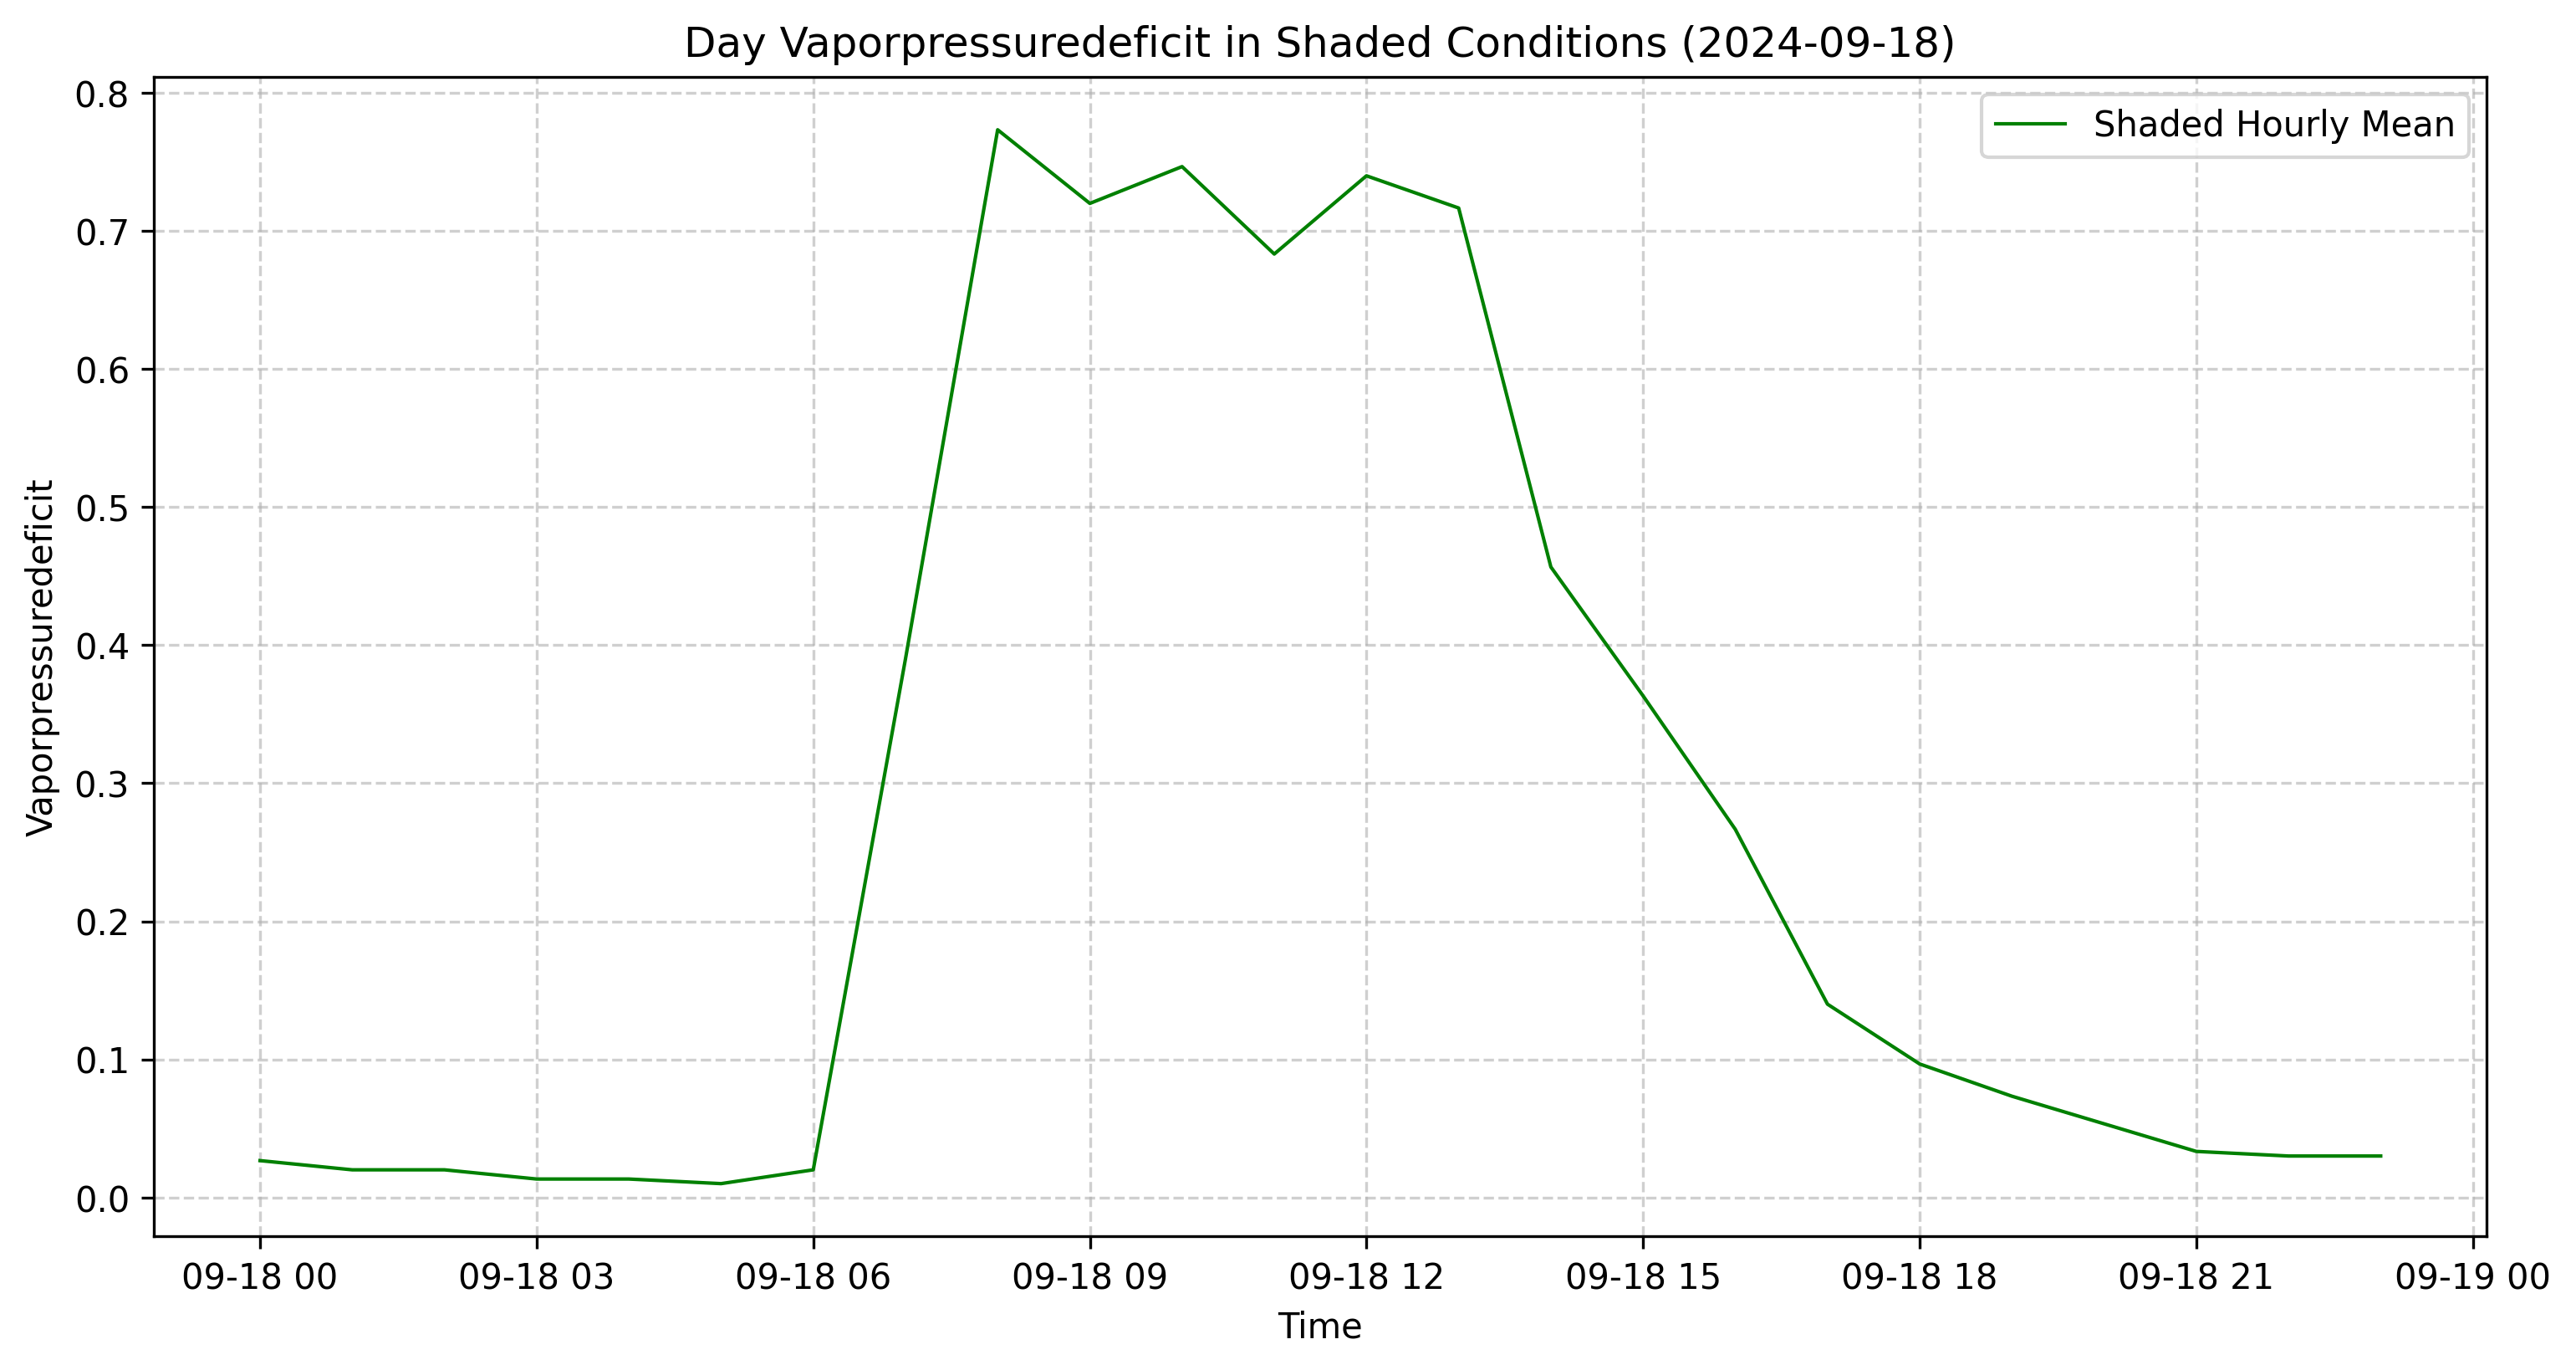 Day Vaporpressuredeficit in Shaded Conditions (2024-09-18)
Shaded Hourly Mean
Vaporpressuredeficit
0.8
0.7
0.6
0.5
0.4
0.3
0.2
0.1
0.0
09-18 00 09-18 03 09-18 06 09-18 09 09-18 12 09-18 15 09-18 18 09-18 21 09-19 00
Time